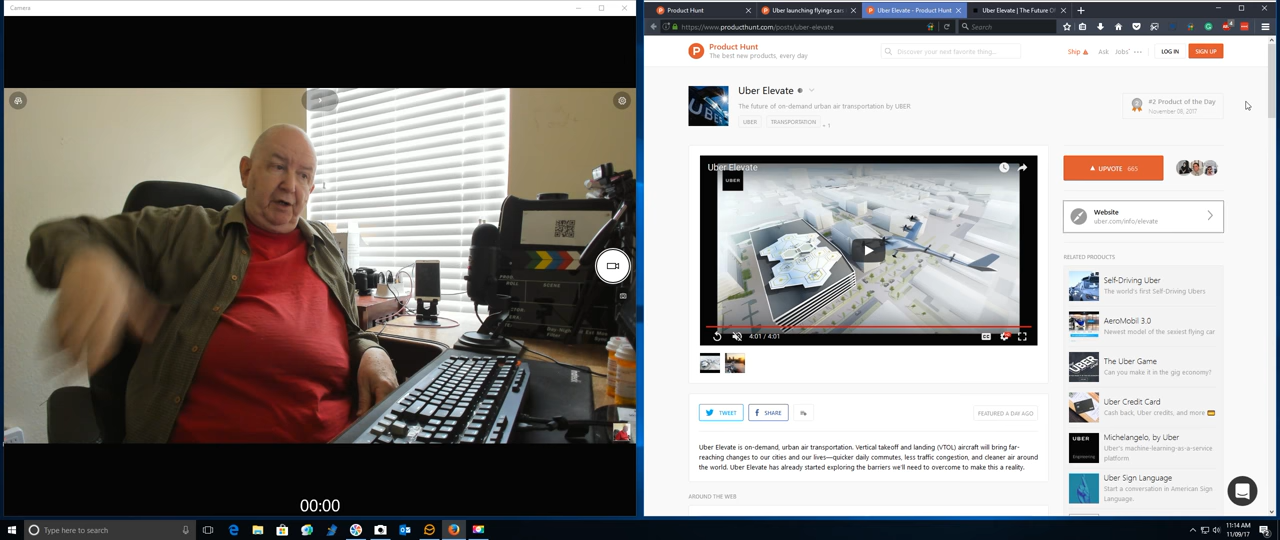 Camera
00:00
PROD.
ROLL
SCENE
Product Hunt
Uber launching flyings cars
Uber Elevate - Product Hunt
Uber Elevate | The Future Of
https://www.producthunt.com/posts/uber-elevate
Search
Product Hunt
The best new products, every day
Discover your next favorite thing...
Ship
Ask
Jobs
LOG IN
SIGN UP
Uber Elevate
The future of on-demand urban air transportation by UBER
UBER
TRANSPORTATION
+ 1
#2 Product of the Day
November 08, 2017
Uber Elevate
UBER
4:01 / 4:01
CC
UPVOTE 665
Website
uber.com/info/elevate
RELATED PRODUCTS
Self-Driving Uber
The world's first Self-Driving Ubers
AeroMobil 3.0
Newest model of the sexiest flying car
The Uber Game
Can you make it in the gig economy?
Uber Credit Card
Cash back, Uber credits, and more
UBER
Engineering
Michelangelo, by Uber
Uber's machine-learning-as-a-service
platform
Uber Sign Language
Start a conversation in American Sign
Language.
TWEET
SHARE
FEATURED A DAY AGO
Uber Elevate is on-demand, urban air transportation. Vertical takeoff and landing (VTOL) aircraft will bring far-
reaching changes to our cities and our lives—quicker daily commutes, less traffic congestion, and cleaner air around
the world. Uber Elevate has already started exploring the barriers we'll need to overcome to make this a reality.
AROUND THE WEB
Type here to search
11:14 AM
11/09/17